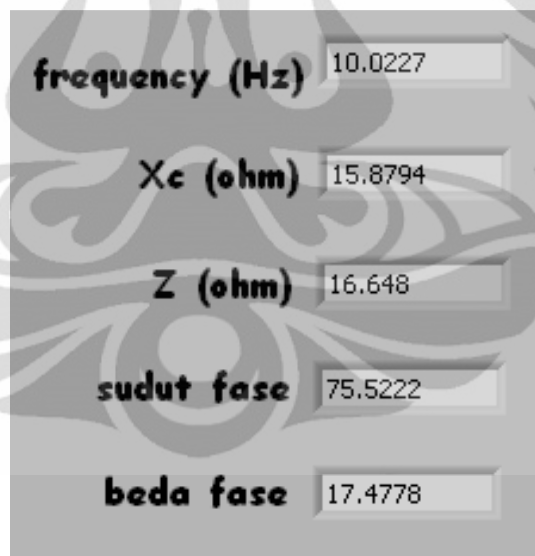 frequency (Hz) 10.0227
Xc (ohm) 15.8794
Z (ohm) 16.648
sudut fase 75.5222
beda fase 17.4778